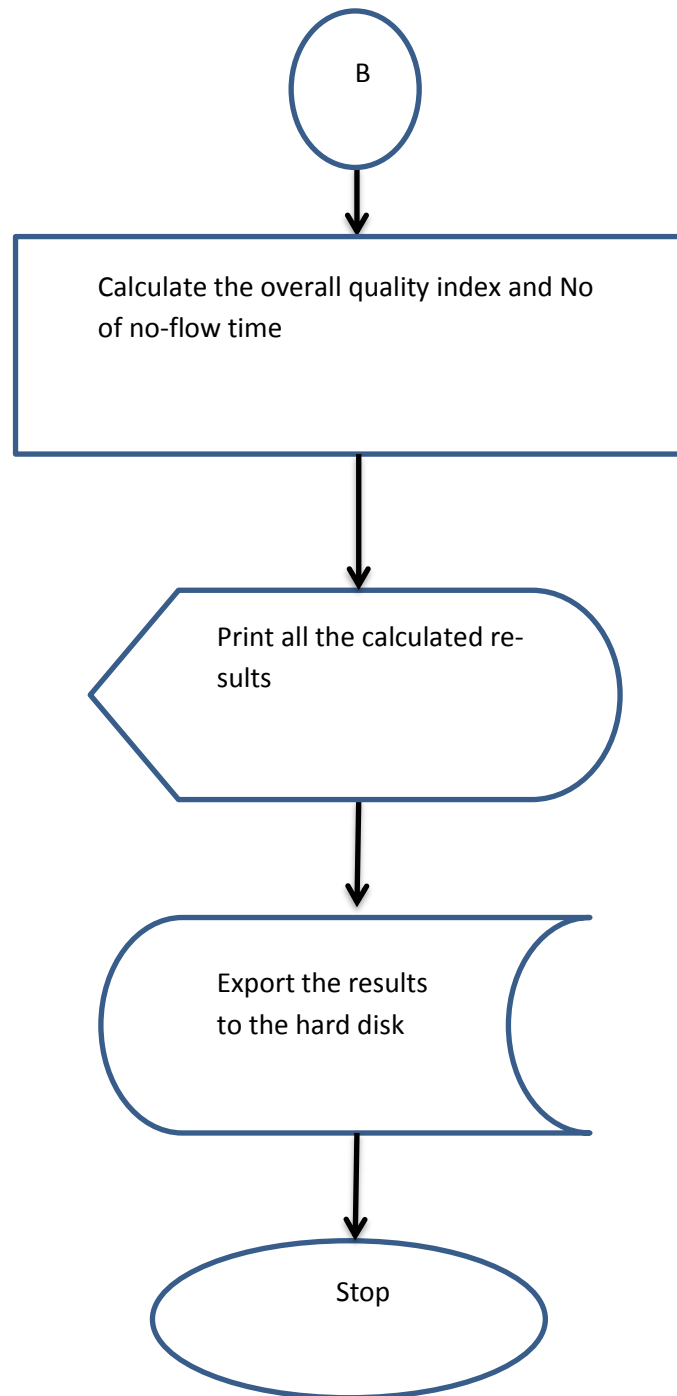 B
Calculate the overall quality index and No
of no-flow time
Print all the calculated re-
sults
Export the results
to the hard disk
Stop